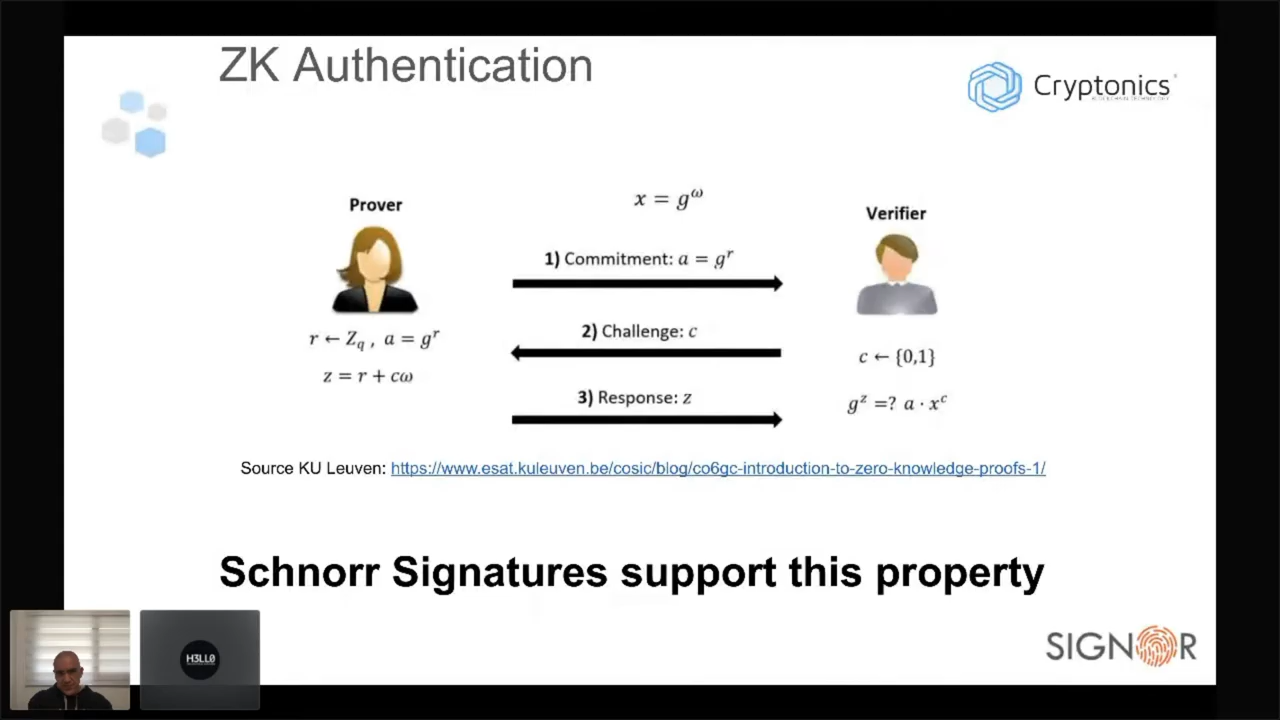 ZK Authentication
Cryptonics
x = g^ω
Prover
Verifier
1) Commitment: a = g^r
r ← Z_q , a = g^r
2) Challenge: c
c ← {0,1}
z = r + cω
3) Response: z
g^z =? a · x^c
Source KU Leuven: https://www.esat.kuleuven.be/cosic/blog/co6gc-introduction-to-zero-knowledge-proofs-1/
Schnorr Signatures support this property
SIGNOR
H3LL0